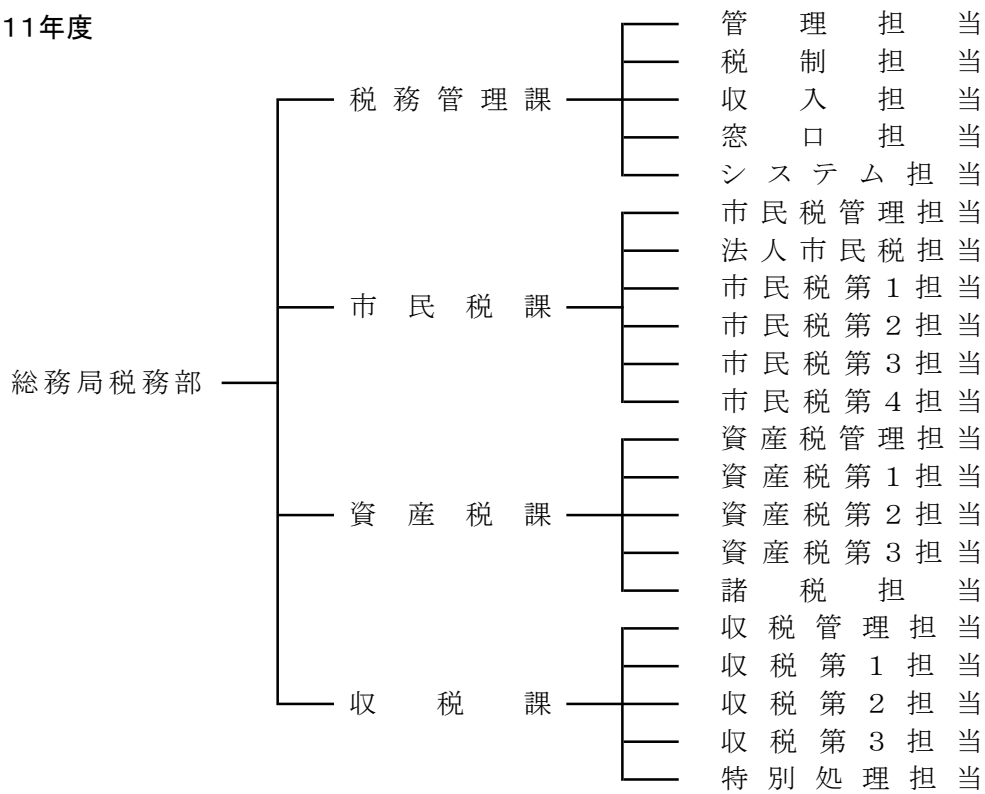 11年度
総務局税務部
税務管理課
管理担当
税制担当
収入担当
窓口担当
システム担当
市民税課
市民税管理担当
法人市民税担当
市民税第1担当
市民税第2担当
市民税第3担当
市民税第4担当
資産税課
資産税管理担当
資産税第1担当
資産税第2担当
資産税第3担当
諸税担当
収税課
収税管理担当
収税第1担当
収税第2担当
収税第3担当
特別処理担当